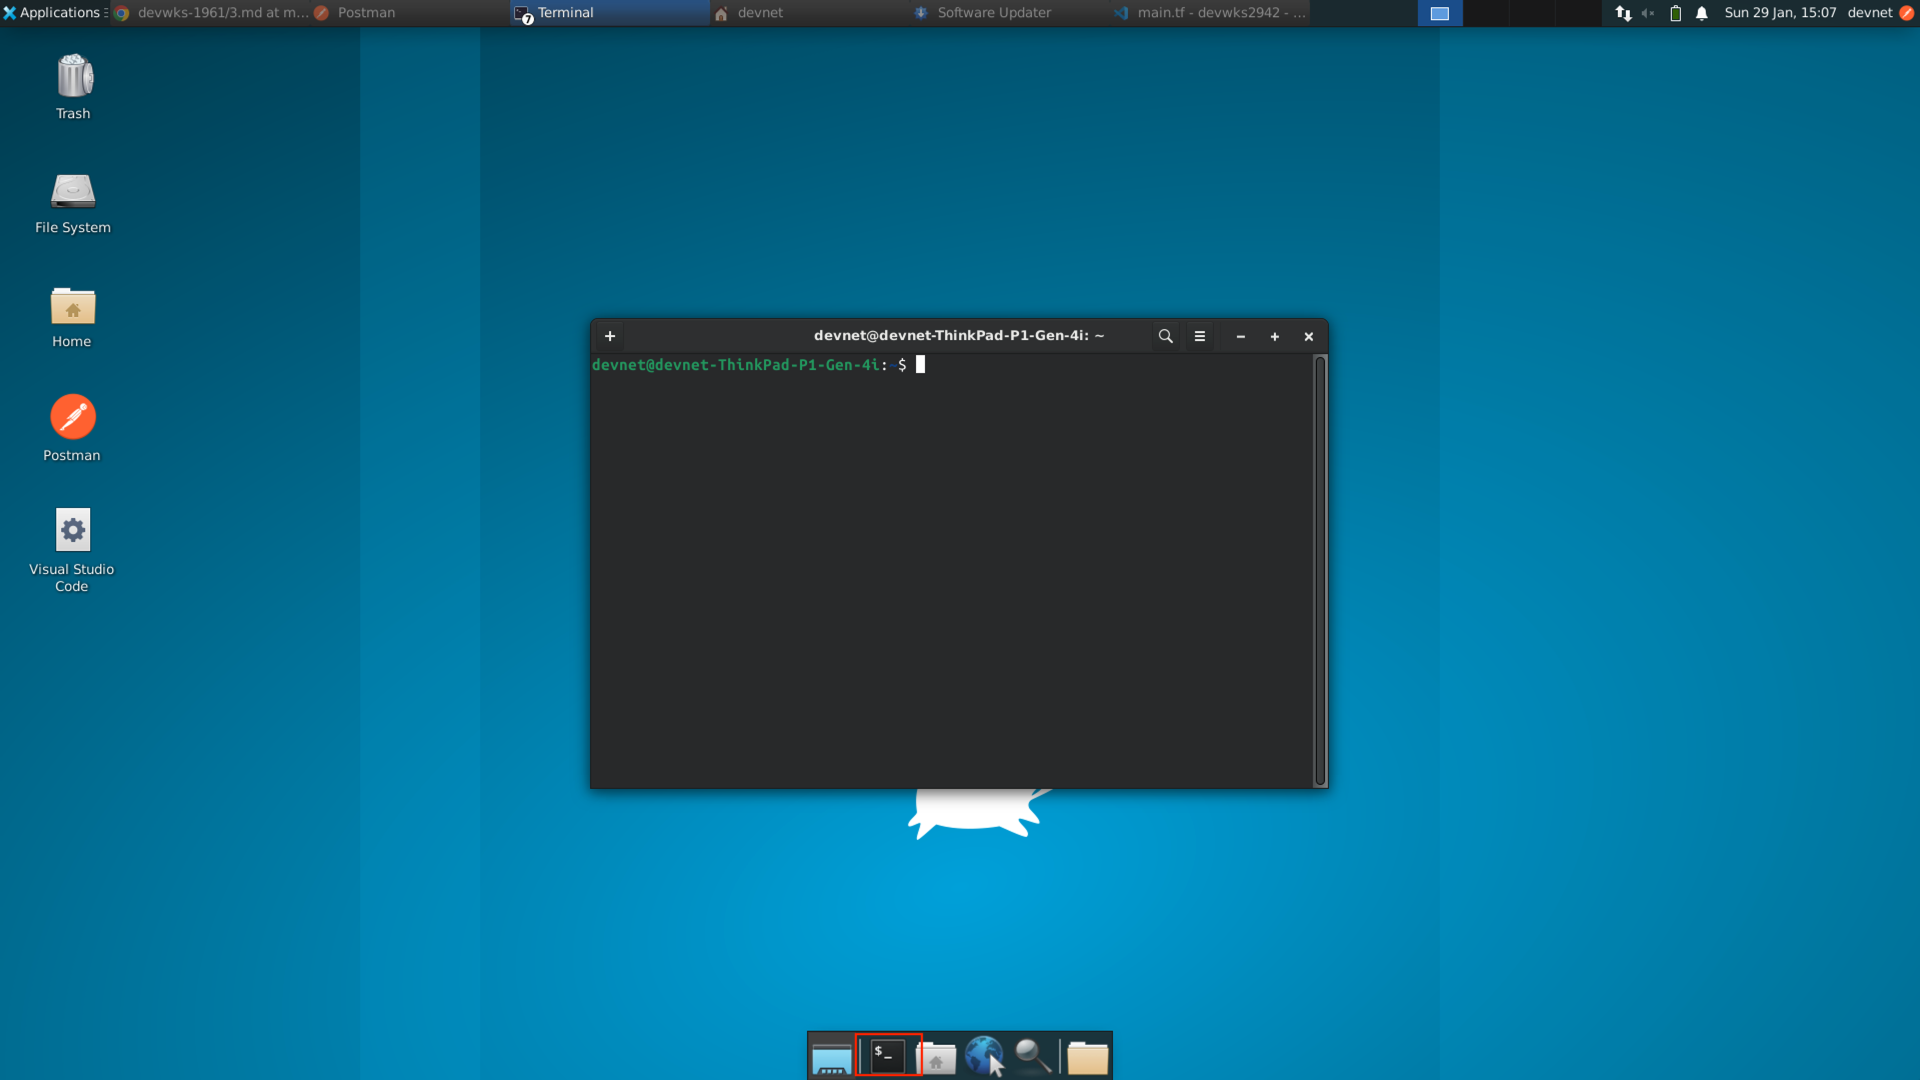 Applications
devwks-1961/3.md at m...
Postman
7
Terminal
devnet
Software Updater
main.tf - devwks2942 - ...
Sun 29 Jan, 15:07
devnet
Trash
File System
Home
Postman
Visual Studio
Code
devnet@devnet-ThinkPad-P1-Gen-4i: ~
devnet@devnet-ThinkPad-P1-Gen-4i:~$
$_